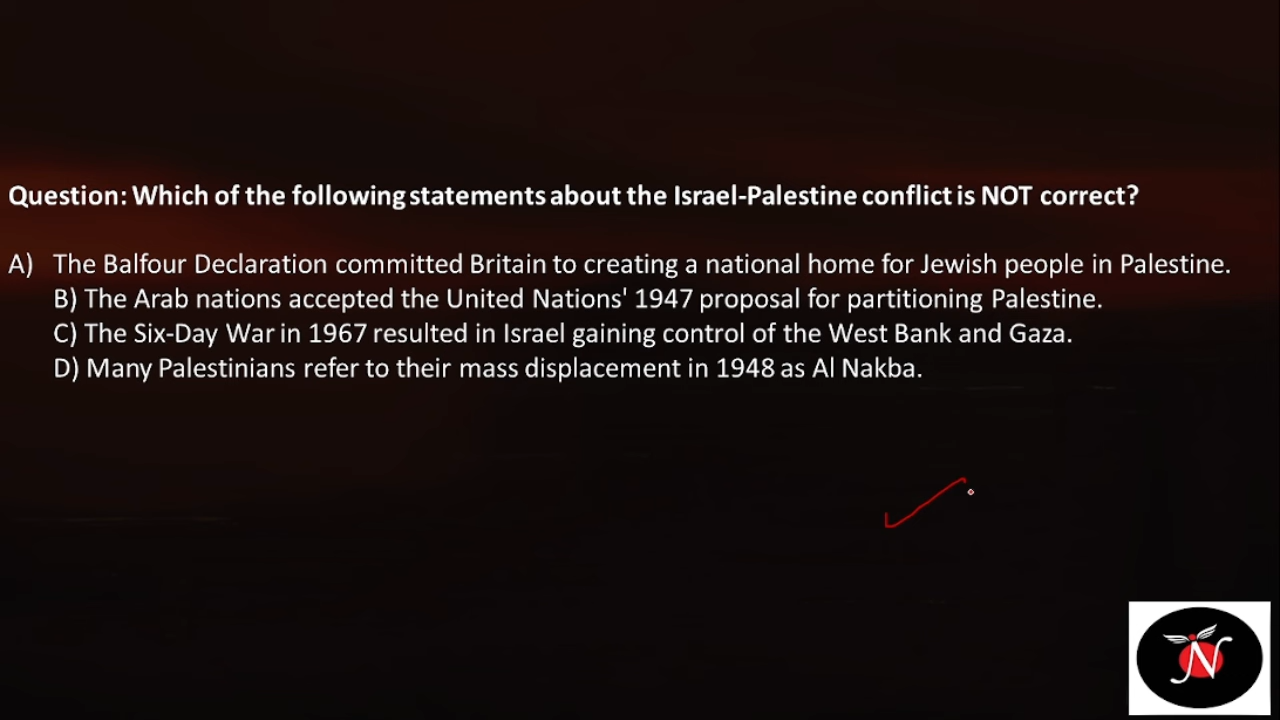 Question: Which of the following statements about the Israel-Palestine conflict is NOT correct?
A) The Balfour Declaration committed Britain to creating a national home for Jewish people in Palestine.
B) The Arab nations accepted the United Nations' 1947 proposal for partitioning Palestine.
C) The Six-Day War in 1967 resulted in Israel gaining control of the West Bank and Gaza.
D) Many Palestinians refer to their mass displacement in 1948 as Al Nakba.
N